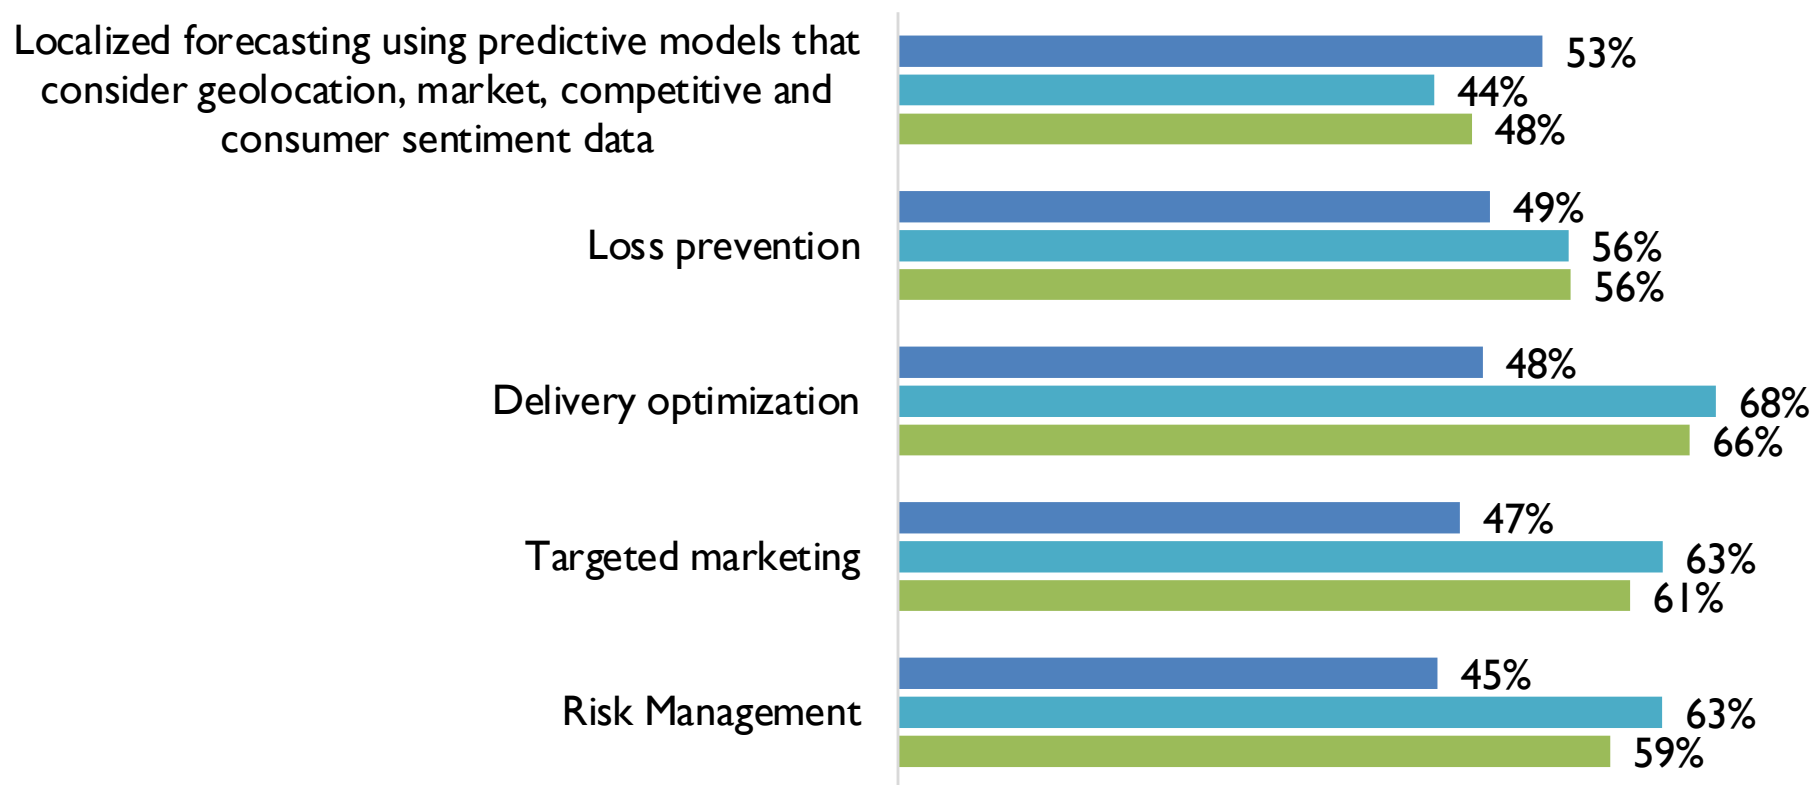 Localized forecasting using predictive models that
consider geolocation, market, competitive and
consumer sentiment data
53%
44%
48%
Loss prevention
49%
56%
56%
Delivery optimization
48%
68%
66%
Targeted marketing
47%
63%
61%
Risk Management
45%
63%
59%